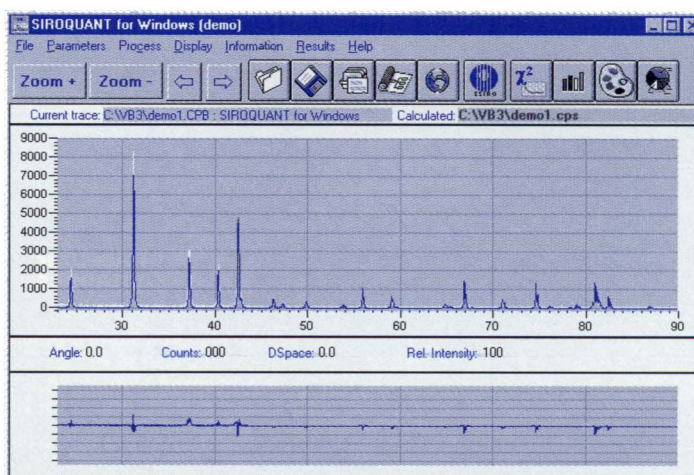 SIROQUANT for Windows (demo)
File Parameters Process Display Information Results Help
Zoom + Zoom - χ²
Current trace: C:\VB3\demo1.CPB : SIROQUANT for Windows Calculated: C:\VB3\demo1.cps
9000
8000
7000
6000
5000
4000
3000
2000
1000
0
30 40 50 60 70 80 90
Angle: 0.0 Counts: 000 DSpace: 0.0 Rel. Intensity: 100